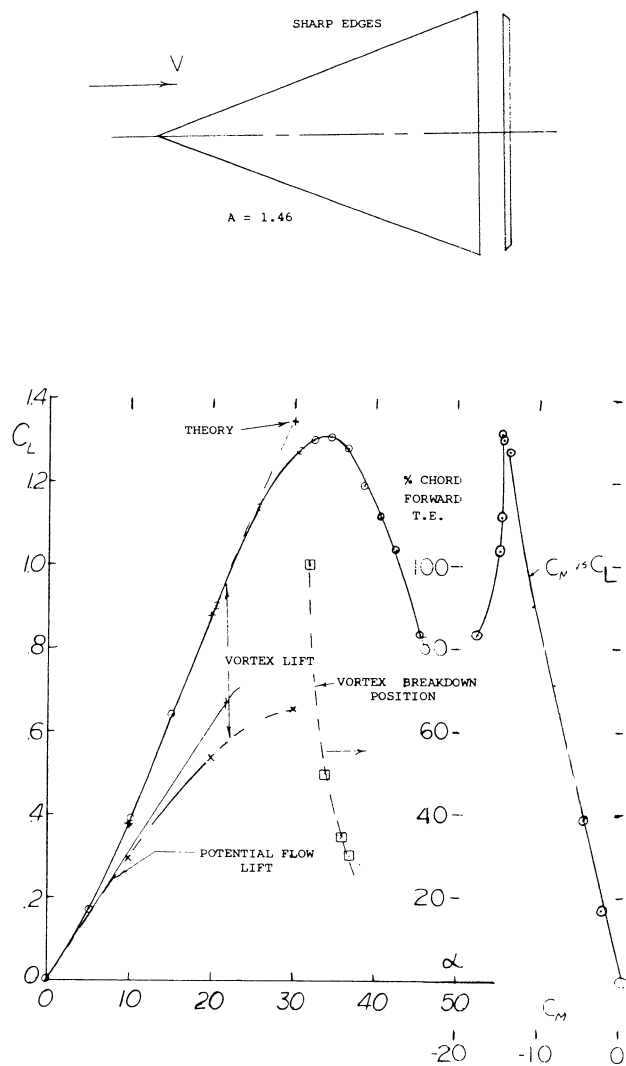 SHARP EDGES
V
A = 1.46
1.4
C_L
1.2
1.0
.8
.6
.4
.2
0
THEORY
% CHORD
FORWARD
T.E.
100-
80-
60-
40-
20-
C_M vs C_L
VORTEX LIFT
VORTEX BREAKDOWN
POSITION
POTENTIAL FLOW
LIFT
α
0 10 20 30 40 50
C_M
-20 -10 0